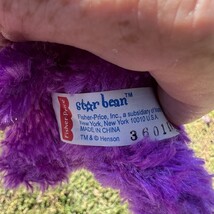 Fisher-Price
star bean™
Fisher-Price, Inc., a subsidiary of
New York, New York 10010 U.S.A.
MADE IN CHINA
TM & © Henson
3601